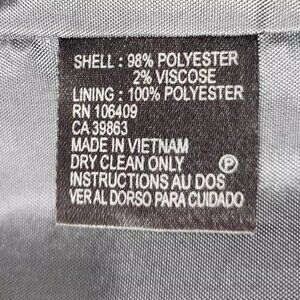 SHELL : 98% POLYESTER
2% VISCOSE
LINING : 100% POLYESTER
RN 106409
CA 39863
MADE IN VIETNAM
DRY CLEAN ONLY P
INSTRUCTIONS AU DOS
VER AL DORSO PARA CUIDADO